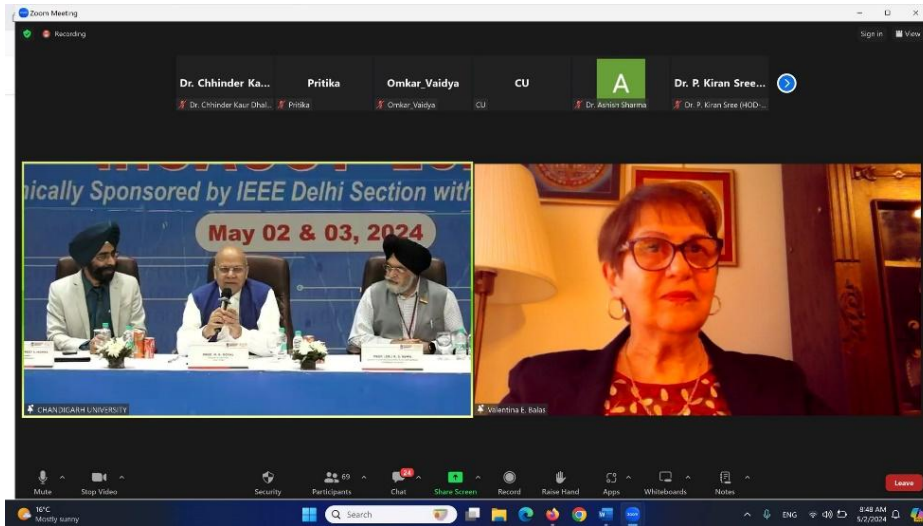 Zoom Meeting
Recording
Sign in
View
Dr. Chhinder Ka...
Pritika
Omkar_Vaidya
CU
A
Dr. P. Kiran Sree...
Dr. Chhinder Kaur Dhal...
Pritika
Omkar_Vaidya
CU
Dr. Ashish Sharma
Dr. P. Kiran Sree (HOD-...
nically Sponsored by IEEE Delhi Section with
May 02 & 03, 2024
CHANDIGARH UNIVERSITY
Valentina E. Balas
69
24
Mute
Stop Video
Security
Participants
Chat
Share Screen
Record
Raise Hand
Apps
Whiteboards
Notes
Leave
16°C
Mostly sunny
Search
ENG
8:48 AM
5/2/2024